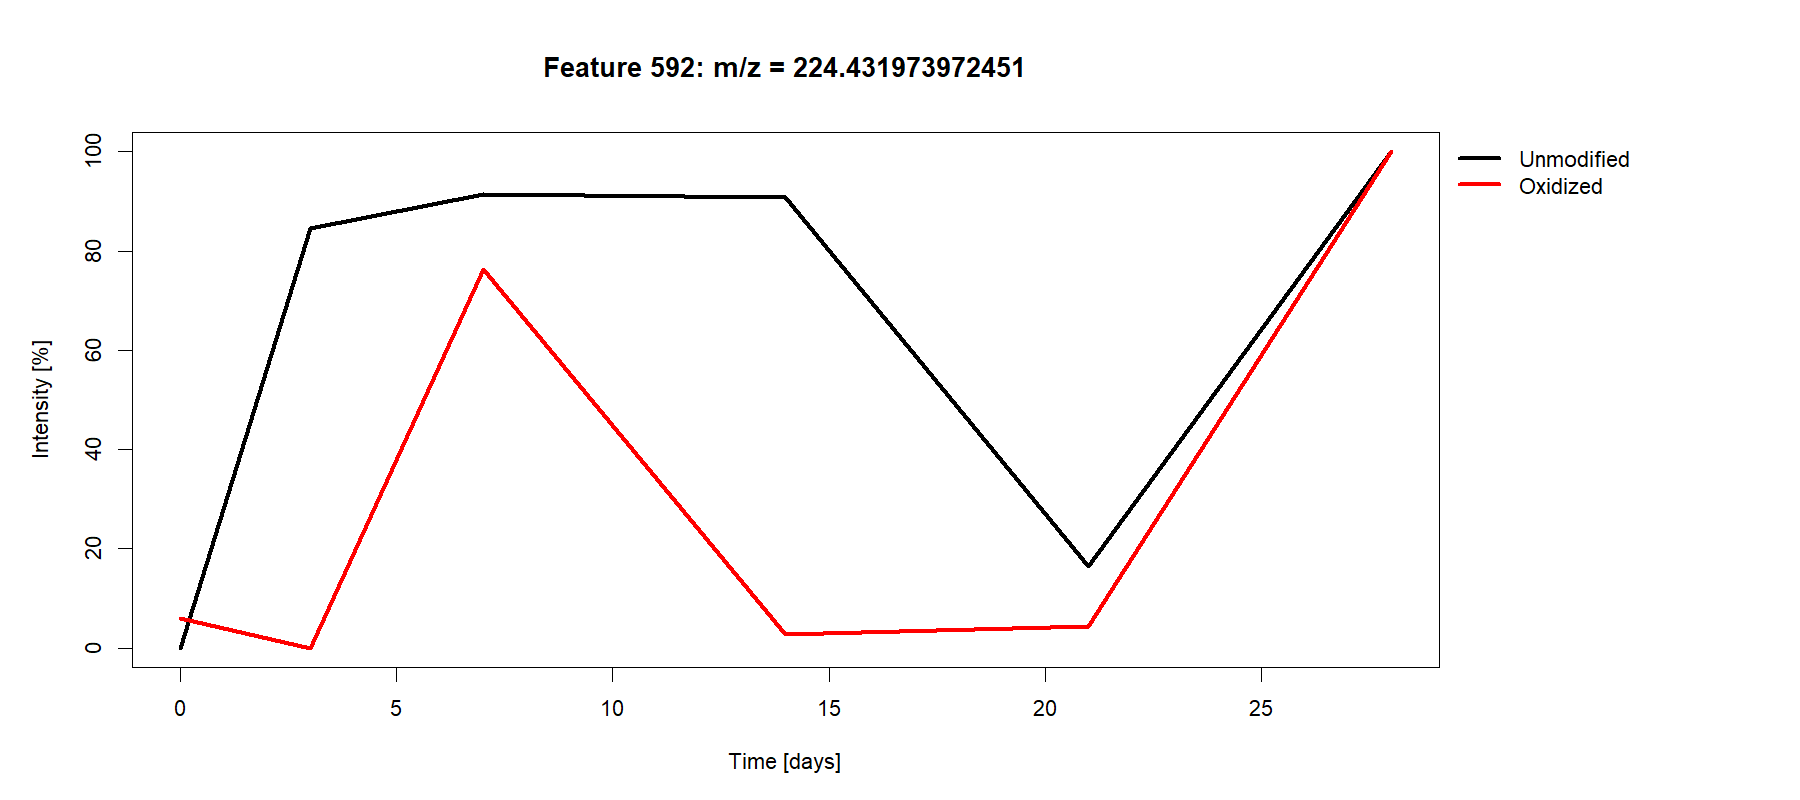 Feature 592: m/z = 224.431973972451
Unmodified
Oxidized
Intensity [%]
100
80
60
40
20
0
0 5 10 15 20 25
Time [days]